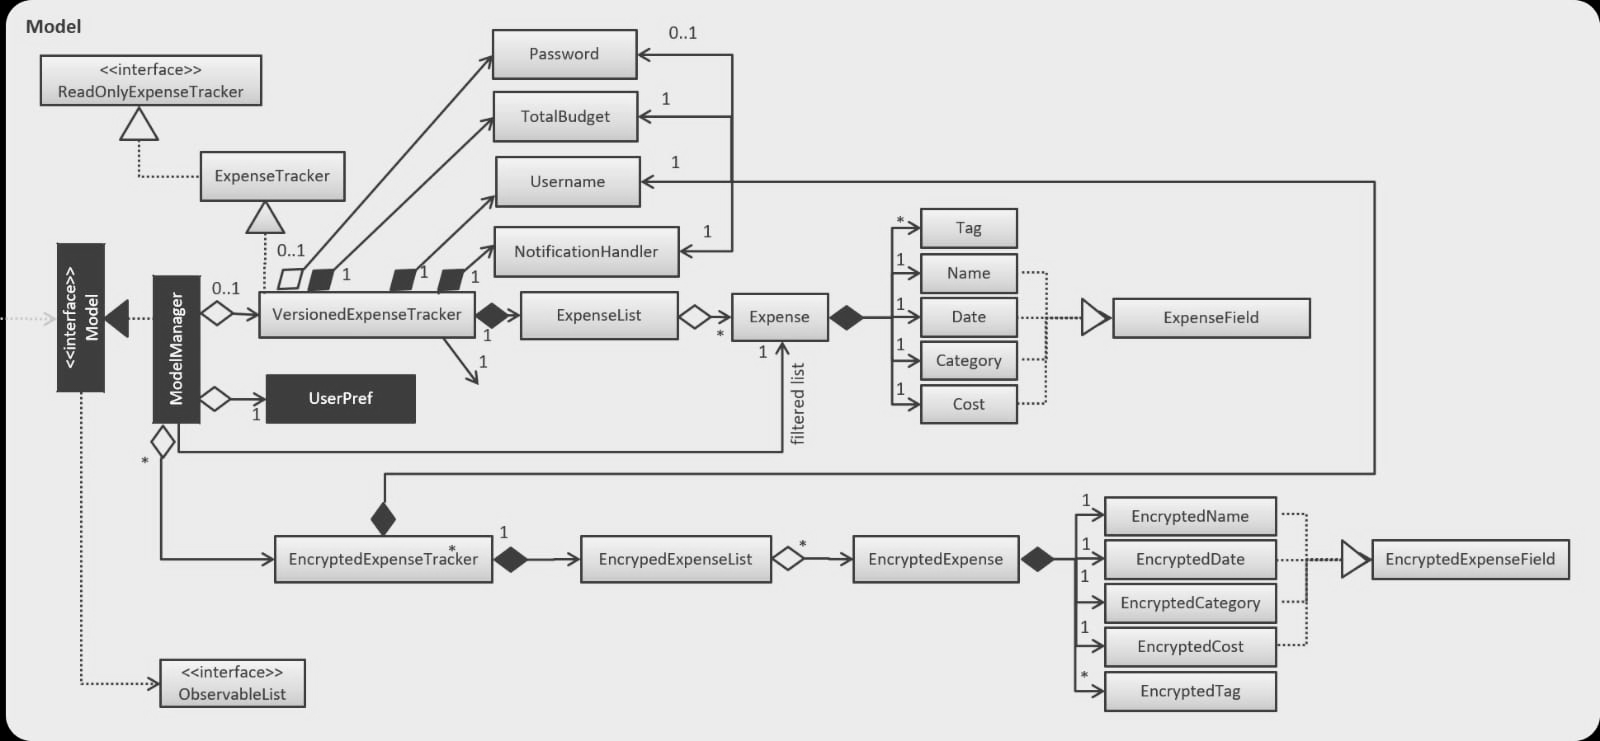 Model
<<interface>>
ReadOnlyExpenseTracker
ExpenseTracker
Password
0..1
TotalBudget
1
Username
1
NotificationHandler
1
0..1
1
1
1
<<interface>>
Model
ModelManager
0..1
VersionedExpenseTracker
1
ExpenseList
*
Expense
1
filtered list
1
UserPref
1
*
Tag
*
Name
1
Date
1
Category
1
Cost
1
ExpenseField
EncryptedExpenseTracker
*
1
EncrypedExpenseList
*
EncryptedExpense
1
EncryptedName
1
EncryptedDate
1
EncryptedCategory
1
EncryptedCost
*
EncryptedTag
EncryptedExpenseField
<<interface>>
ObservableList